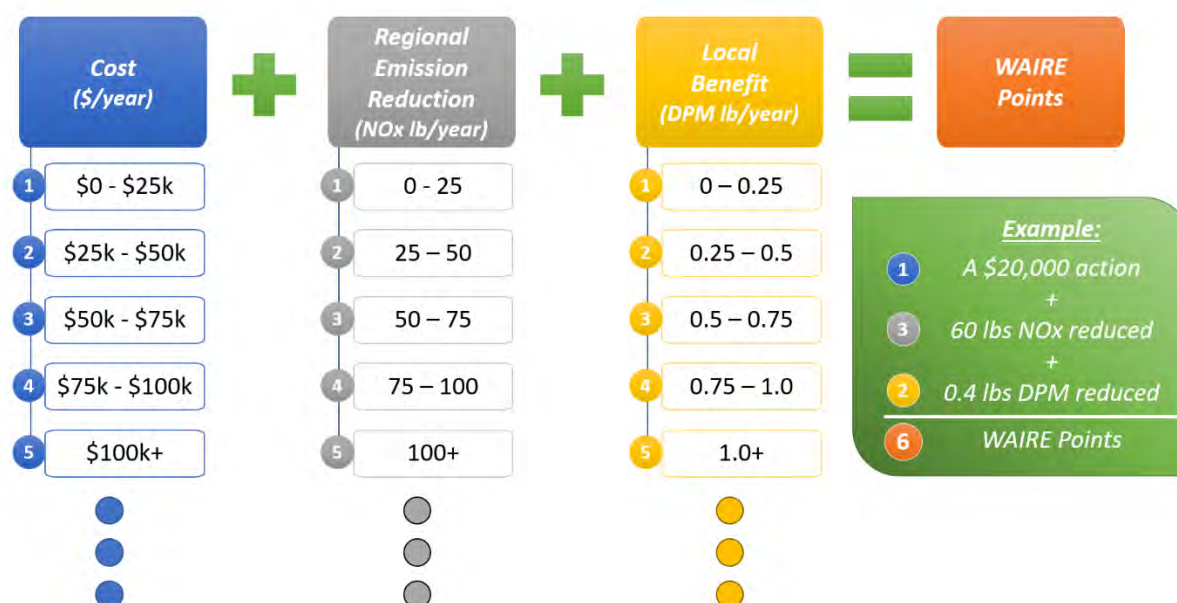 Cost
($/year)
Regional
Emission
Reduction
(NOx lb/year)
Local
Benefit
(DPM lb/year)
WAIRE
Points
1 $0 - $25k
2 $25k - $50k
3 $50k - $75k
4 $75k - $100k
5 $100k+
1 0 - 25
2 25 – 50
3 50 – 75
4 75 – 100
5 100+
1 0 – 0.25
2 0.25 – 0.5
3 0.5 – 0.75
4 0.75 – 1.0
5 1.0+
Example:
1 A $20,000 action
+
3 60 lbs NOx reduced
+
2 0.4 lbs DPM reduced
6 WAIRE Points